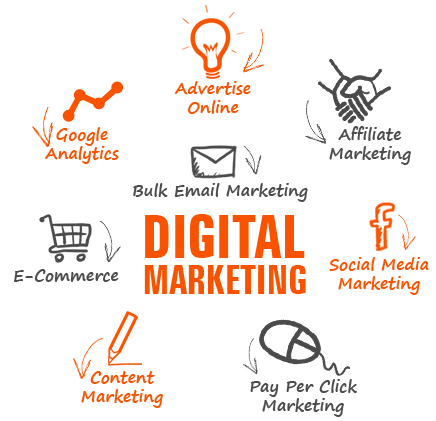 Advertise
Online
Google
Analytics
Affiliate
Marketing
Bulk Email Marketing
DIGITAL
MARKETING
E-Commerce
Social Media
Marketing
Content
Marketing
Pay Per Click
Marketing